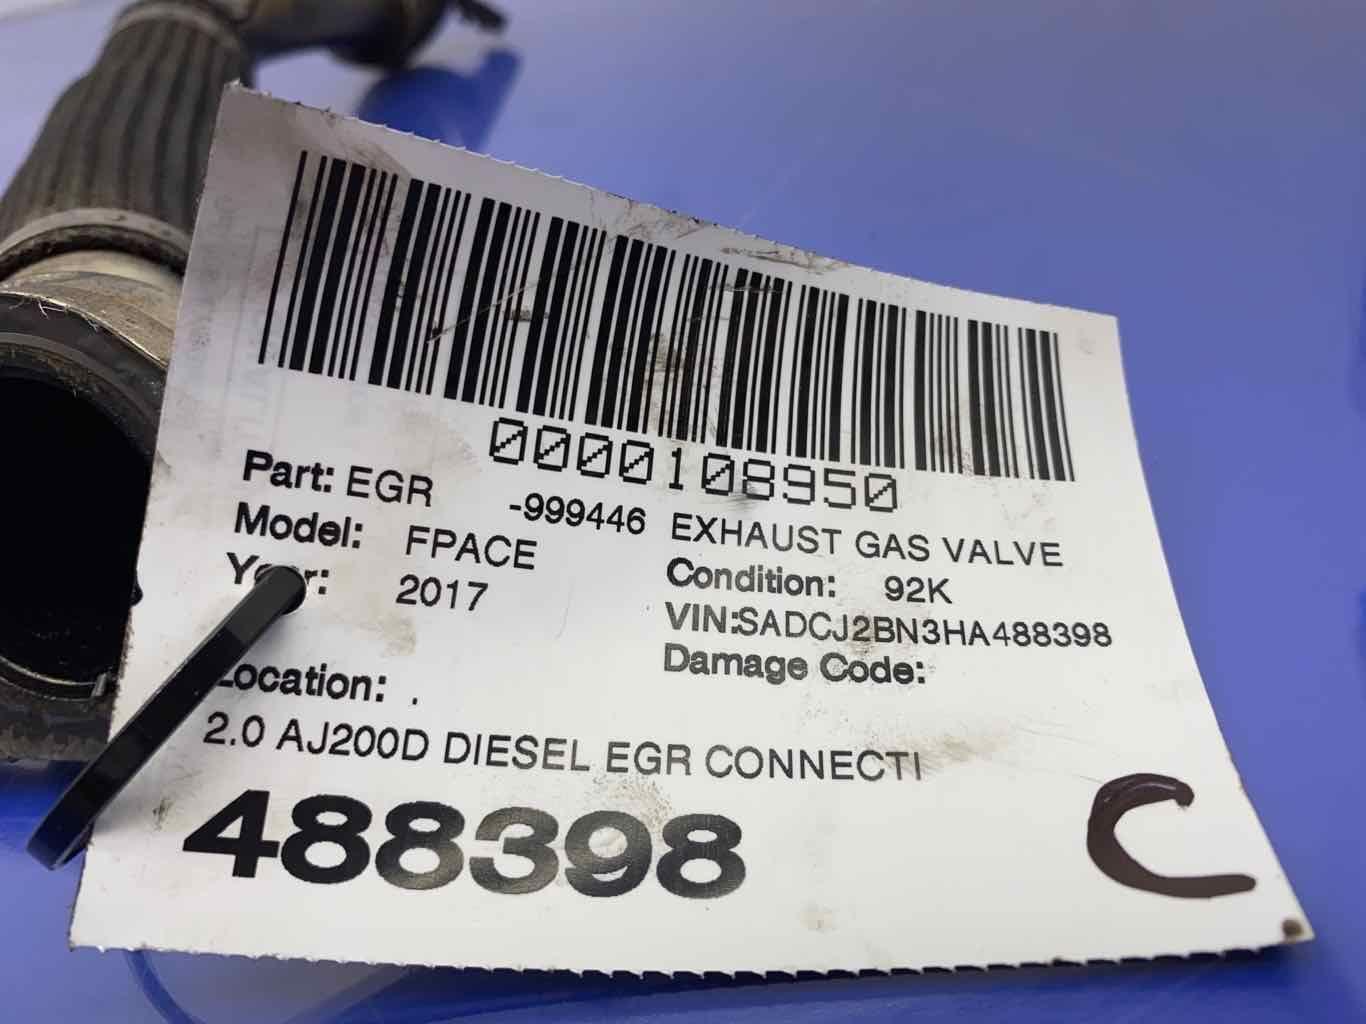 0000108950
Part: EGR -999446 EXHAUST GAS VALVE
Model: FPACE
Condition: 92K
Year: 2017
VIN:SADCJ2BN3HA488398
Damage Code:
Location: .
2.0 AJ200D DIESEL EGR CONNECTI
488398
C